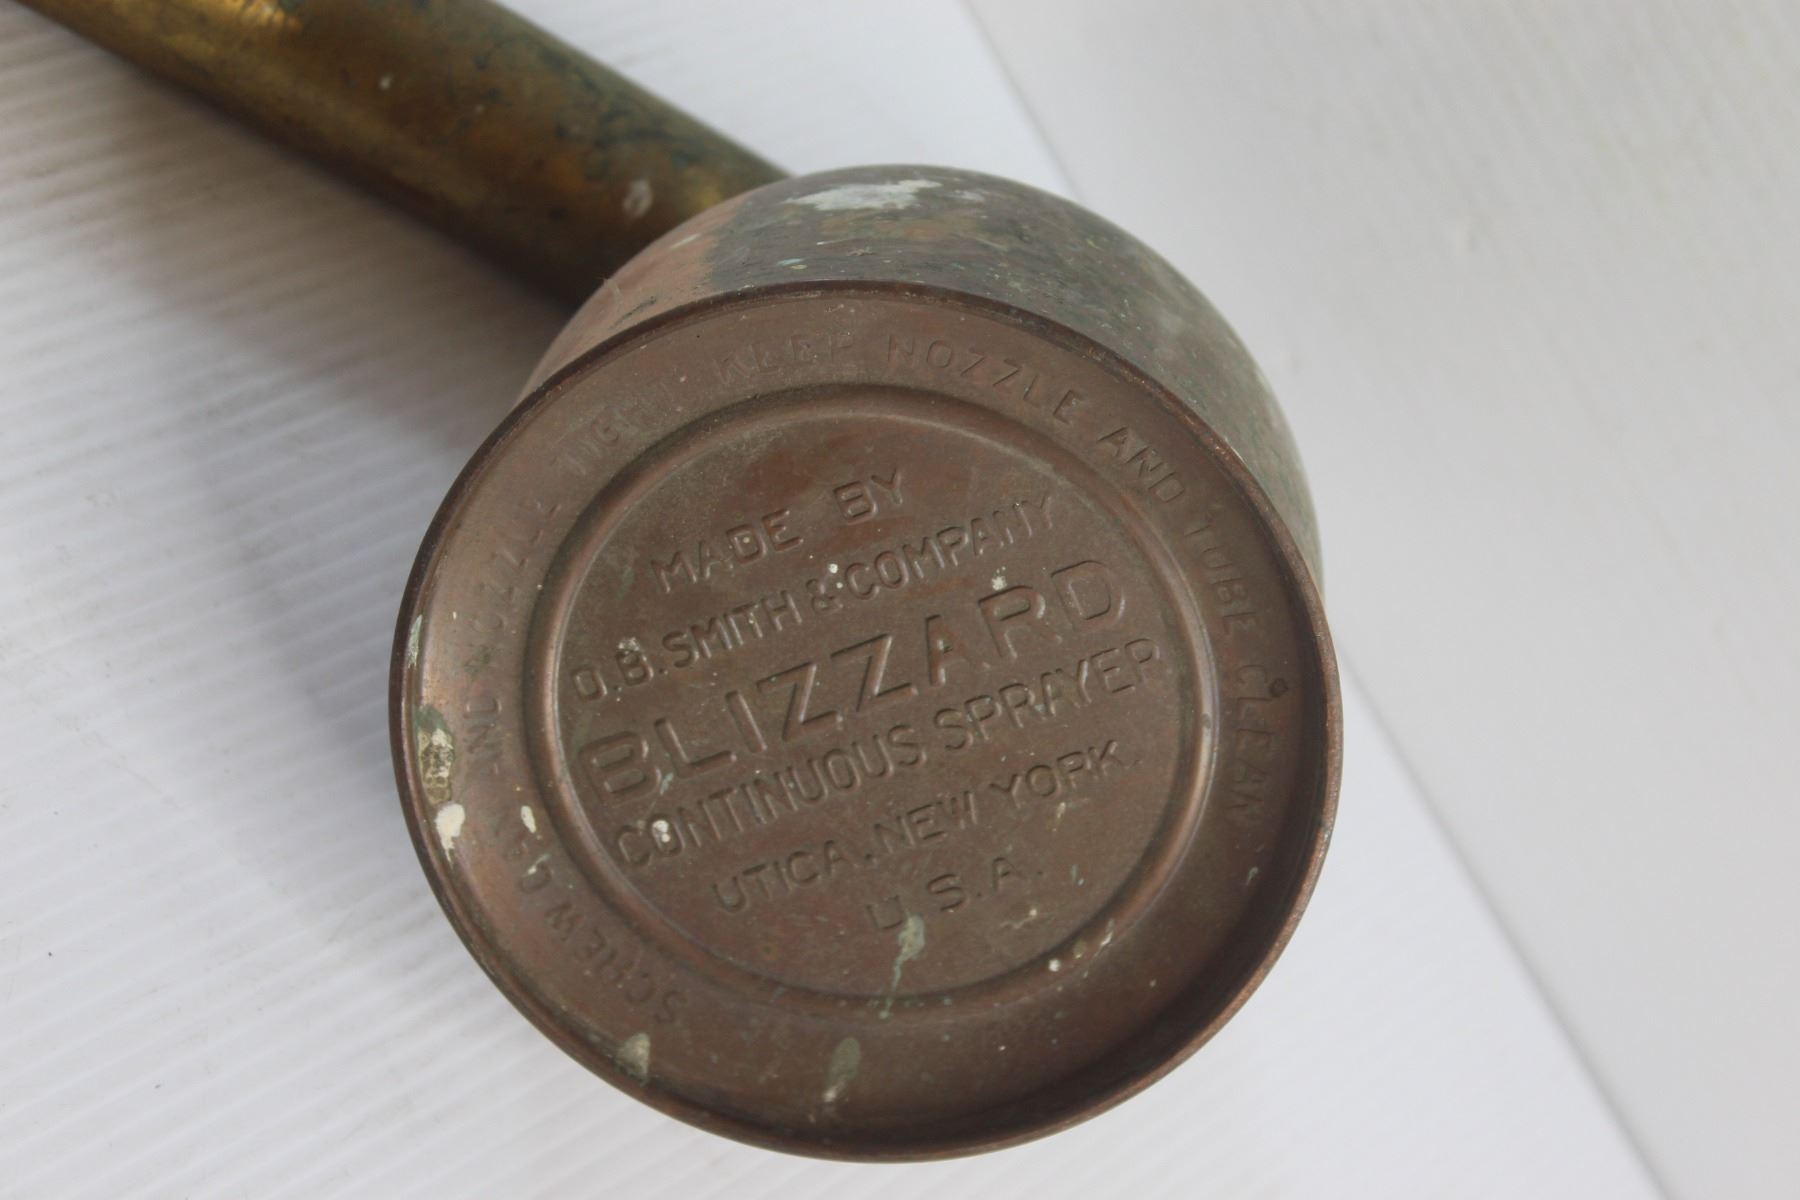 MADE BY
D.B. SMITH & COMPANY
BLIZZARD
CONTINUOUS SPRAYER
UTICA, NEW YORK.
U.S.A.
SCREW CAP AND NOZZLE TIGHT KEEP NOZZLE AND TUBE CLEAN